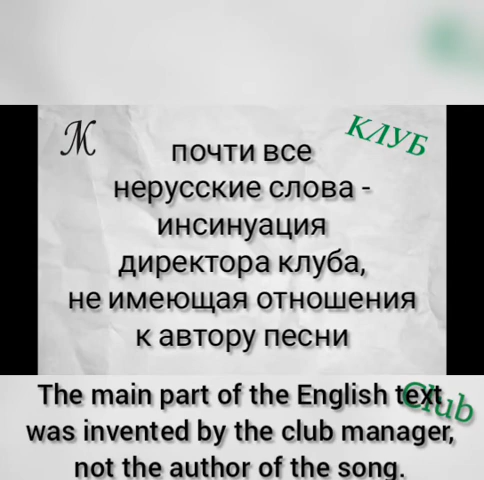 М
КЛУБ
почти все
нерусские слова -
инсинуация
директора клуба,
не имеющая отношения
к автору песни
The main part of the English text
Club
was invented by the club manager,
not the author of the song.